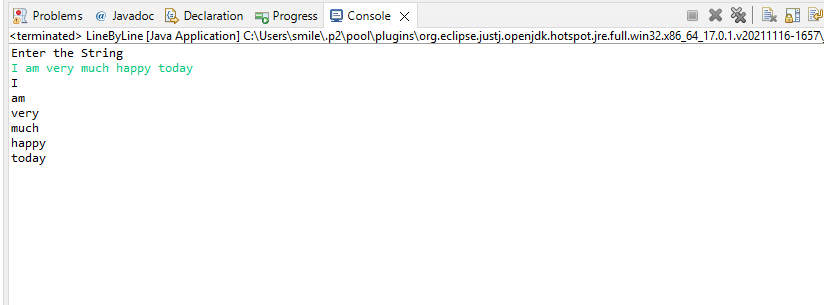 Problems @ Javadoc Declaration Progress Console
<terminated> LineByLine [Java Application] C:\Users\smile\.p2\pool\plugins\org.eclipse.justj.openjdk.hotspot.jre.full.win32.x86_64_17.0.1.v20211116-1657\
Enter the String
I am very much happy today
I
am
very
much
happy
today